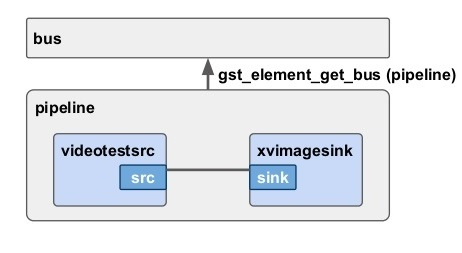 bus
gst_element_get_bus (pipeline)
pipeline
videotestsrc
xvimagesink
src
sink